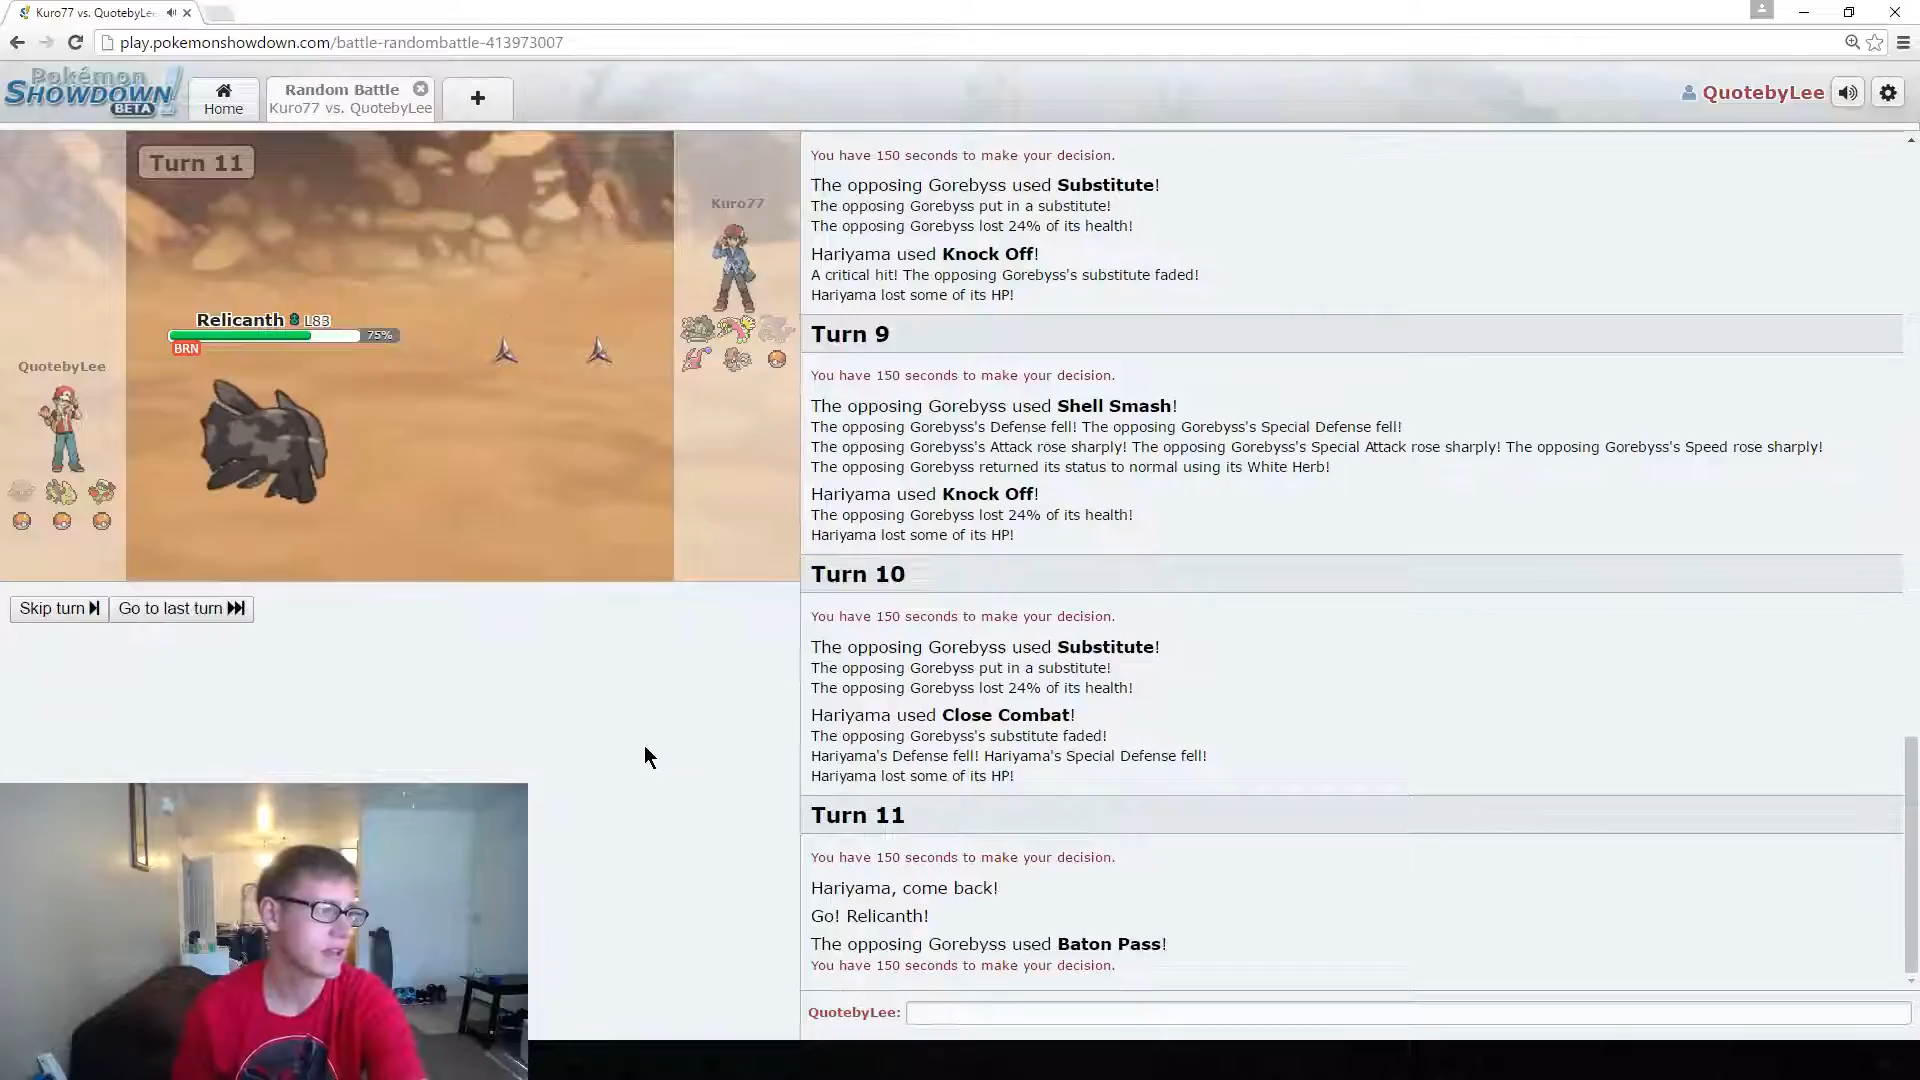 Kuro77 vs. QuotebyLe
play.pokemonshowdown.com/battle-randombattle-413973007
Pokémon
SHOWDOWN
BETA
Home
Random Battle
Kuro77 vs. QuotebyLee
+
QuotebyLee
Turn 11
Kuro77
Relicanth L83
75%
BRN
QuotebyLee
Skip turn
Go to last turn
You have 150 seconds to make your decision.
The opposing Gorebyss used Substitute!
The opposing Gorebyss put in a substitute!
The opposing Gorebyss lost 24% of its health!
Hariyama used Knock Off!
A critical hit! The opposing Gorebyss's substitute faded!
Hariyama lost some of its HP!
Turn 9
You have 150 seconds to make your decision.
The opposing Gorebyss used Shell Smash!
The opposing Gorebyss's Defense fell! The opposing Gorebyss's Special Defense fell!
The opposing Gorebyss's Attack rose sharply! The opposing Gorebyss's Special Attack rose sharply! The opposing Gorebyss's Speed rose sharply!
The opposing Gorebyss returned its status to normal using its White Herb!
Hariyama used Knock Off!
The opposing Gorebyss lost 24% of its health!
Hariyama lost some of its HP!
Turn 10
You have 150 seconds to make your decision.
The opposing Gorebyss used Substitute!
The opposing Gorebyss put in a substitute!
The opposing Gorebyss lost 24% of its health!
Hariyama used Close Combat!
The opposing Gorebyss's substitute faded!
Hariyama's Defense fell! Hariyama's Special Defense fell!
Hariyama lost some of its HP!
Turn 11
You have 150 seconds to make your decision.
Hariyama, come back!
Go! Relicanth!
The opposing Gorebyss used Baton Pass!
You have 150 seconds to make your decision.
QuotebyLee: